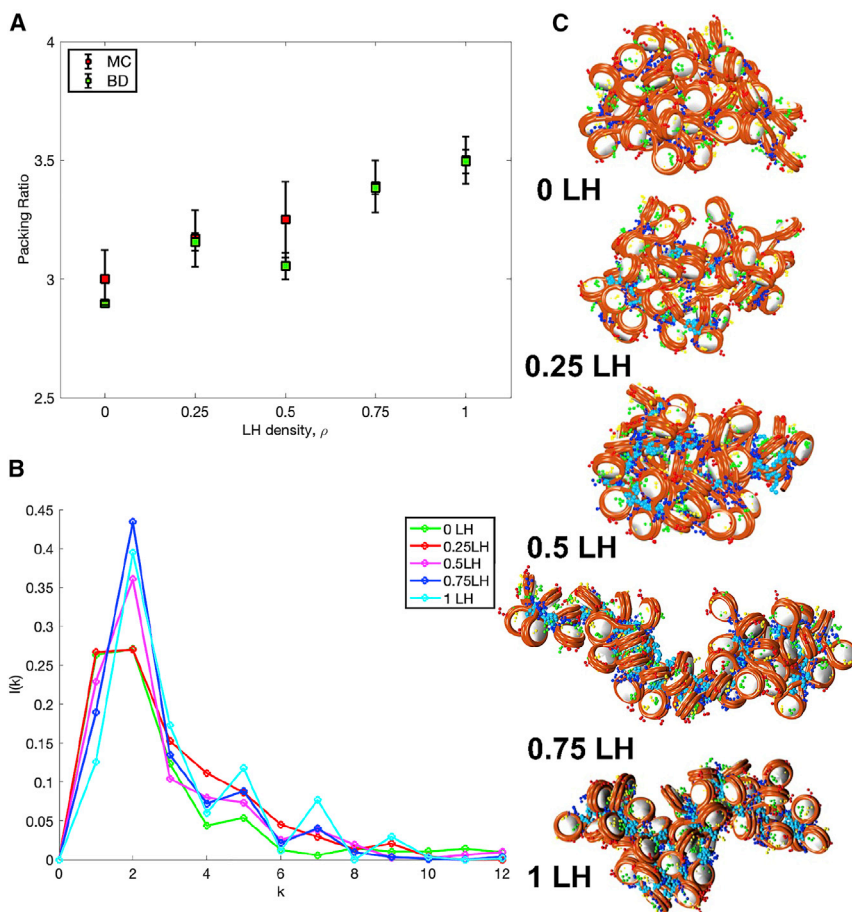 A
4
MC
BD
3.5
Packing Ratio
3
2.5
0
0.25
0.5
0.75
1
LH density, ρ
B
0.45
0.4
0.35
0.3
0.25
0.2
0.15
0.1
0.05
0
I(k)
0 LH
0.25LH
0.5LH
0.75LH
1 LH
0
2
4
6
8
10
12
k
C
0 LH
0.25 LH
0.5 LH
0.75 LH
1 LH